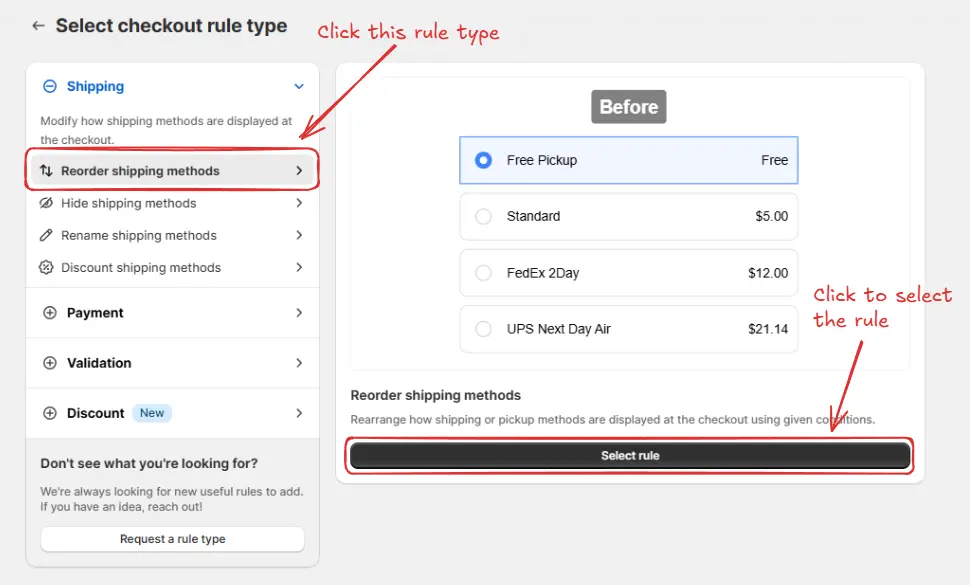 Select checkout rule type
Click this rule type
Shipping
Modify how shipping methods are displayed at
the checkout.
Reorder shipping methods
Hide shipping methods
Rename shipping methods
Discount shipping methods
Payment
Validation
Discount New
Don't see what you're looking for?
We're always looking for new useful rules to add.
If you have an idea, reach out!
Request a rule type
Before
Free Pickup Free
Standard $5.00
FedEx 2Day $12.00
UPS Next Day Air $21.14
Click to select
the rule
Reorder shipping methods
Rearrange how shipping or pickup methods are displayed at the checkout using given conditions.
Select rule